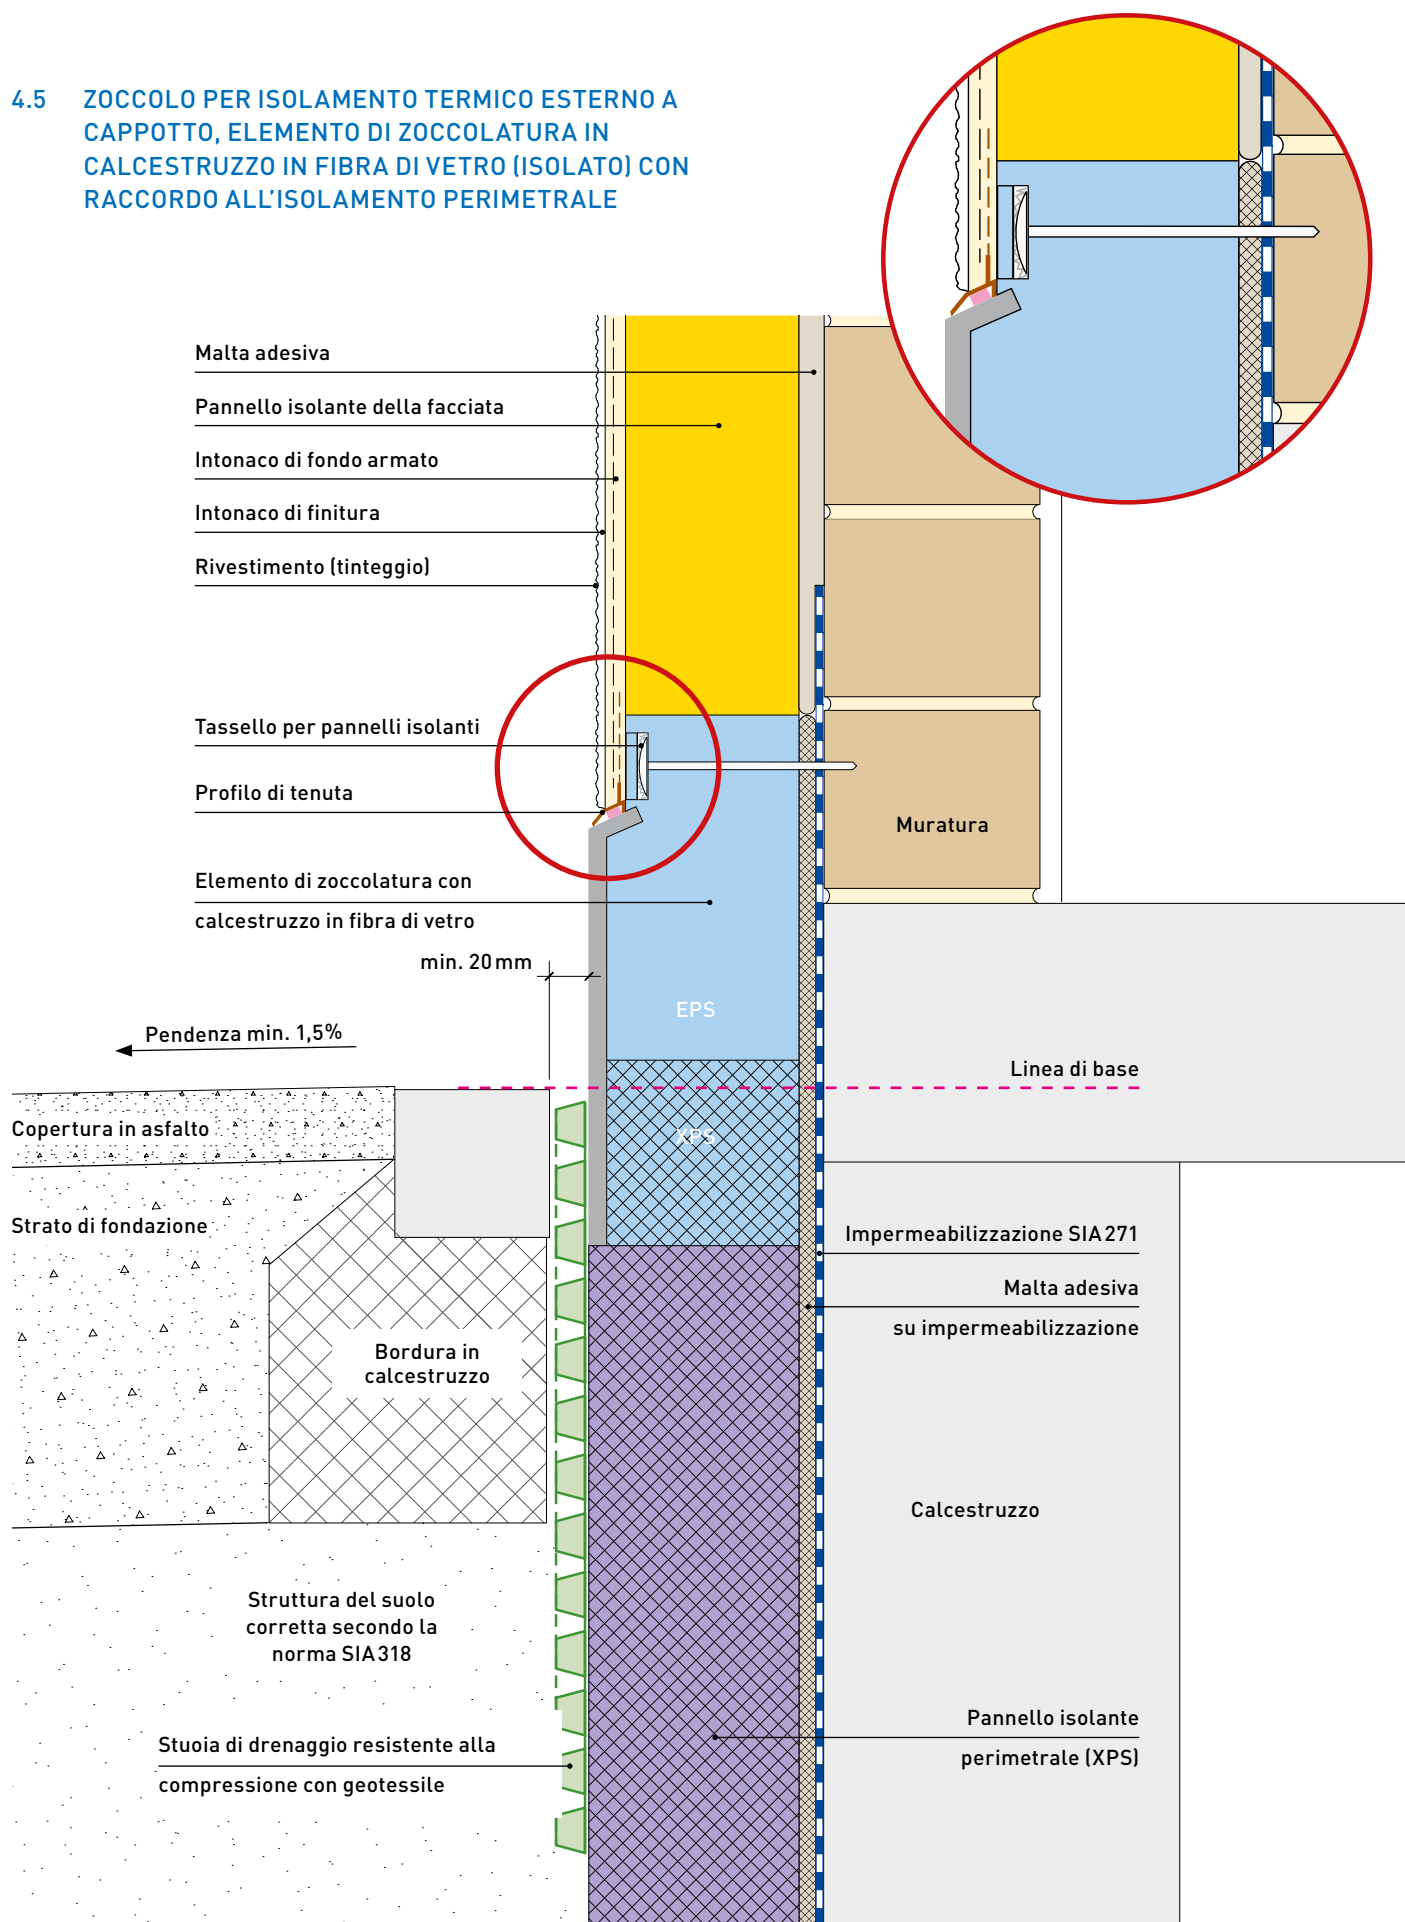 4.5 ZOCCOLO PER ISOLAMENTO TERMICO ESTERNO A
CAPPOTTO, ELEMENTO DI ZOCCOLATURA IN
CALCESTRUZZO IN FIBRA DI VETRO (ISOLATO) CON
RACCORDO ALL'ISOLAMENTO PERIMETRALE
Malta adesiva
Pannello isolante della facciata
Intonaco di fondo armato
Intonaco di finitura
Rivestimento (tinteggio)
Tassello per pannelli isolanti
Profilo di tenuta
Muratura
Elemento di zoccolatura con
calcestruzzo in fibra di vetro
min. 20 mm
EPS
Pendenza min. 1,5%
Linea di base
Copertura in asfalto
XPS
Strato di fondazione
Impermeabilizzazione SIA 271
Malta adesiva
su impermeabilizzazione
Bordura in
calcestruzzo
Calcestruzzo
Struttura del suolo
corretta secondo la
norma SIA 318
Pannello isolante
perimetrale (XPS)
Stuoia di drenaggio resistente alla
compressione con geotessile